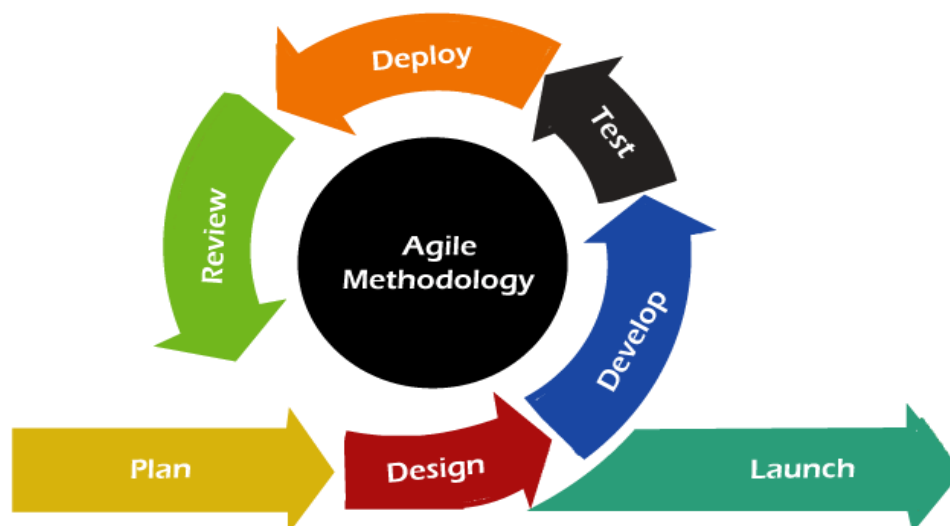 Deploy
Test
Review
Agile
Methodology
Develop
Plan
Design
Launch